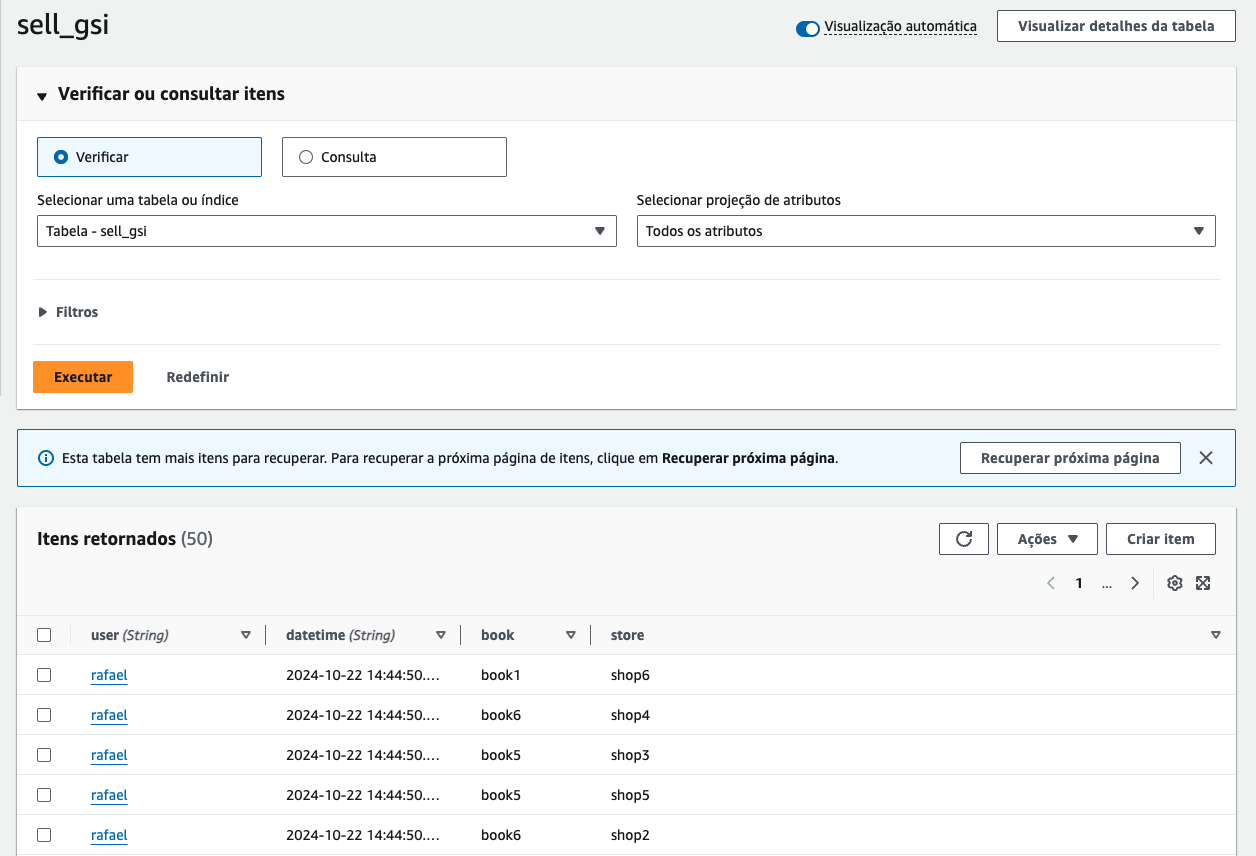 sell_gsi
Visualização automática
Visualizar detalhes da tabela
Verificar ou consultar itens
Verificar
Consulta
Selecionar uma tabela ou índice
Selecionar projeção de atributos
Tabela - sell_gsi
Todos os atributos
Filtros
Executar
Redefinir
Esta tabela tem mais itens para recuperar. Para recuperar a próxima página de itens, clique em Recuperar próxima página.
Recuperar próxima página
Itens retornados (50)
Ações
Criar item
1 ...
user (String) datetime (String) book store
rafael 2024-10-22 14:44:50.... book1 shop6
rafael 2024-10-22 14:44:50.... book6 shop4
rafael 2024-10-22 14:44:50.... book5 shop3
rafael 2024-10-22 14:44:50.... book5 shop5
rafael 2024-10-22 14:44:50.... book6 shop2